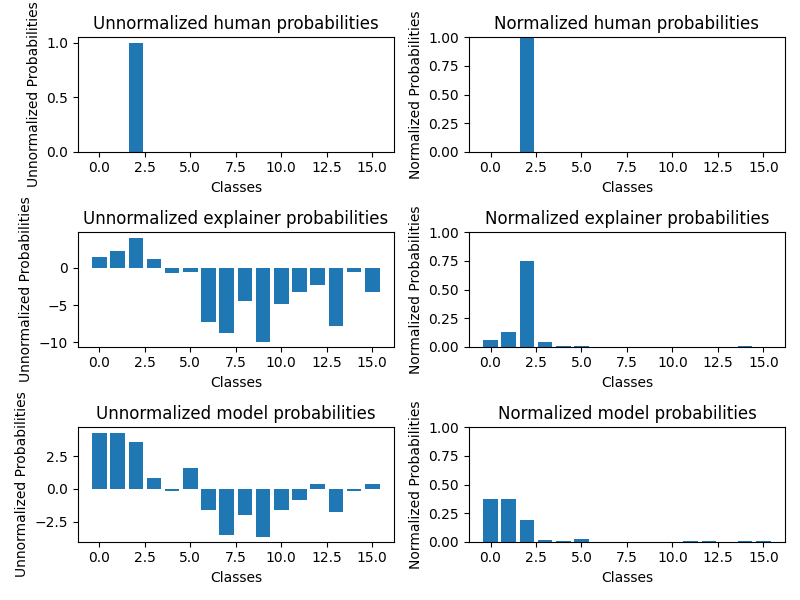 Unnormalized human probabilities
Unnormalized Probabilities
1.0
0.5
0.0
0.0 2.5 5.0 7.5 10.0 12.5 15.0
Classes
Normalized human probabilities
Normalized Probabilities
1.00
0.75
0.50
0.25
0.00
0.0 2.5 5.0 7.5 10.0 12.5 15.0
Classes
Unnormalized explainer probabilities
Unnormalized Probabilities
0
−5
−10
0.0 2.5 5.0 7.5 10.0 12.5 15.0
Classes
Normalized explainer probabilities
Normalized Probabilities
1.00
0.75
0.50
0.25
0.00
0.0 2.5 5.0 7.5 10.0 12.5 15.0
Classes
Unnormalized model probabilities
Unnormalized Probabilities
2.5
0.0
−2.5
0.0 2.5 5.0 7.5 10.0 12.5 15.0
Classes
Normalized model probabilities
Normalized Probabilities
1.00
0.75
0.50
0.25
0.00
0.0 2.5 5.0 7.5 10.0 12.5 15.0
Classes